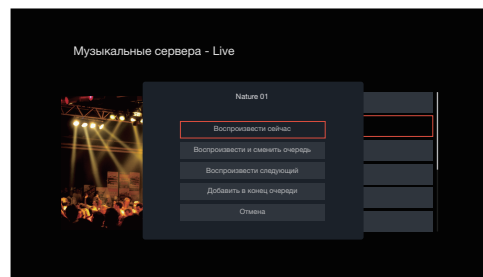 Музыкальные сервера - Live
Nature 01
Воспроизвести сейчас
Воспроизвести и сменить очередь
Воспроизвести следующий
Добавить в конец очереди
Отмена